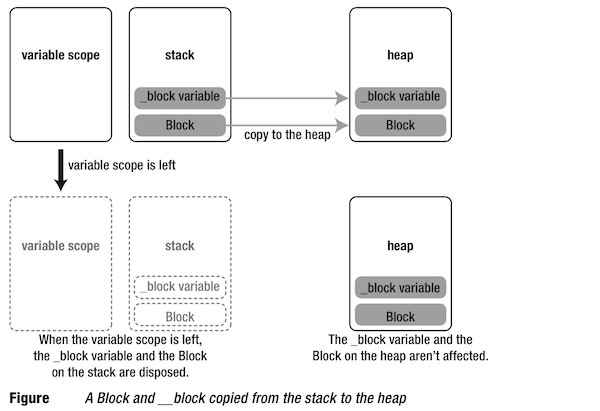 variable scope
stack
heap
_block variable
_block variable
Block
Block
copy to the heap
variable scope is left
variable scope
stack
heap
_block variable
_block variable
Block
Block
When the variable scope is left,
the _block variable and the Block
on the stack are disposed.
The _block variable and the
Block on the heap aren’t affected.
Figure A Block and __block copied from the stack to the heap